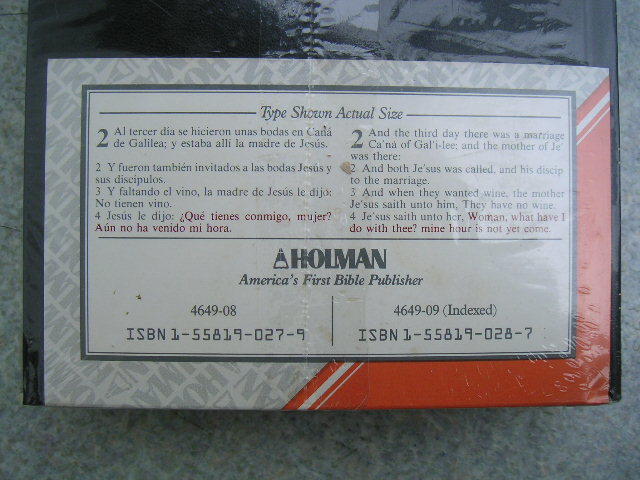 Type Shown Actual Size
2 Al tercer día se hicieron unas bodas en Caná
de Galilea; y estaba allí la madre de Jesús.
2 Y fueron también invitados a las bodas Jesús y
sus discípulos.
3 Y faltando el vino, la madre de Jesús le dijo:
No tienen vino.
4 Jesús le dijo: ¿Qué tienes conmigo, mujer?
Aún no ha venido mi hora.
2 And the third day there was a marriage
Ca'ná of Gal'i-lee; and the mother of Je'
was there:
2 And both Je'sus was called, and his discip
to the marriage.
3 And when they wanted wine, the mother
Je'sus saith unto him, They have no wine.
4 Je'sus saith unto her, Woman, what have I
do with thee? mine hour is not yet come.
HOLMAN
America's First Bible Publisher
4649-08
ISBN 1-55819-027-9
4649-09 (Indexed)
ISBN 1-55819-028-7